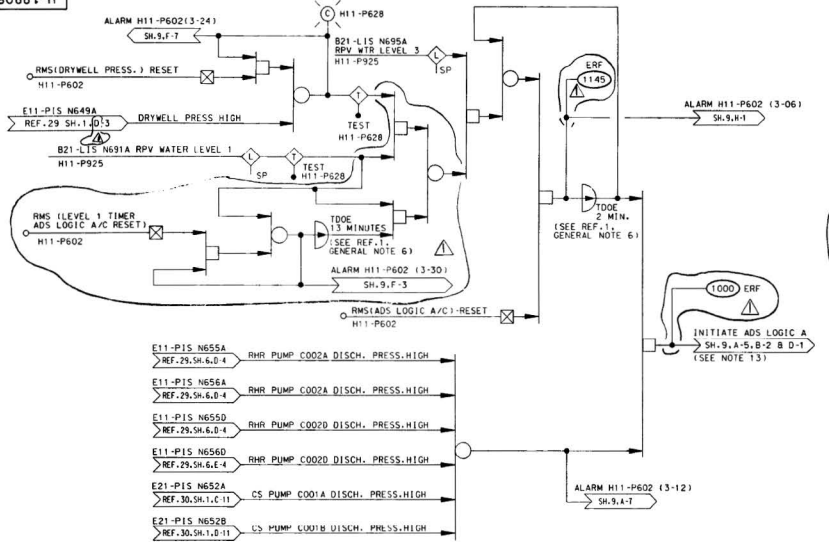 C H11-P628
ALARM H11-P602(3-24)
SH.9.F-7
B21-LIS N695A
RPV WTR LEVEL 3
H11-P925
L
SP
RMS(DRYWELL PRESS.) RESET
H11-P602
ERF
1145
ALARM H11-P602 (3-06)
SH.9.H-1
E11-PIS N649A
REF.29 SH.1.D-3
DRYWELL PRESS HIGH
T
TEST
H11-P628
B21-LIS N691A RPV WATER LEVEL 1
H11-P925
L
SP
T
TEST
H11-P628
TDOE
2 MIN.
(SEE REF.1.
GENERAL NOTE 6)
RMS (LEVEL 1 TIMER
ADS LOGIC A/C RESET)
H11-P602
TDOE
13 MINUTES
(SEE REF.1.
GENERAL NOTE 6)
ALARM H11-P602 (3-30)
SH.9.F-3
1000 ERF
RMS(ADS LOGIC A/C)-RESET
H11-P602
INITIATE ADS LOGIC A
SH.9.A-5.B-2 & D-1
(SEE NOTE 13)
E11-PIS N655A
REF.29.SH.6.D-4
RHR PUMP C002A DISCH. PRESS.HIGH
E11-PIS N656A
REF.29.SH.6.D-4
RHR PUMP C002A DISCH. PRESS.HIGH
E11-PIS N655D
REF.29.SH.6.D-4
RHR PUMP C002D DISCH. PRESS.HIGH
E11-PIS N656D
REF.29.SH.6.E-4
RHR PUMP C002D DISCH. PRESS.HIGH
E21-PIS N652A
REF.30.SH.1.C-11
CS PUMP C001A DISCH. PRESS.HIGH
E21-PIS N652B
REF.30.SH.1.D-11
CS PUMP C001B DISCH. PRESS.HIGH
ALARM H11-P602 (3-12)
SH.9.A-7